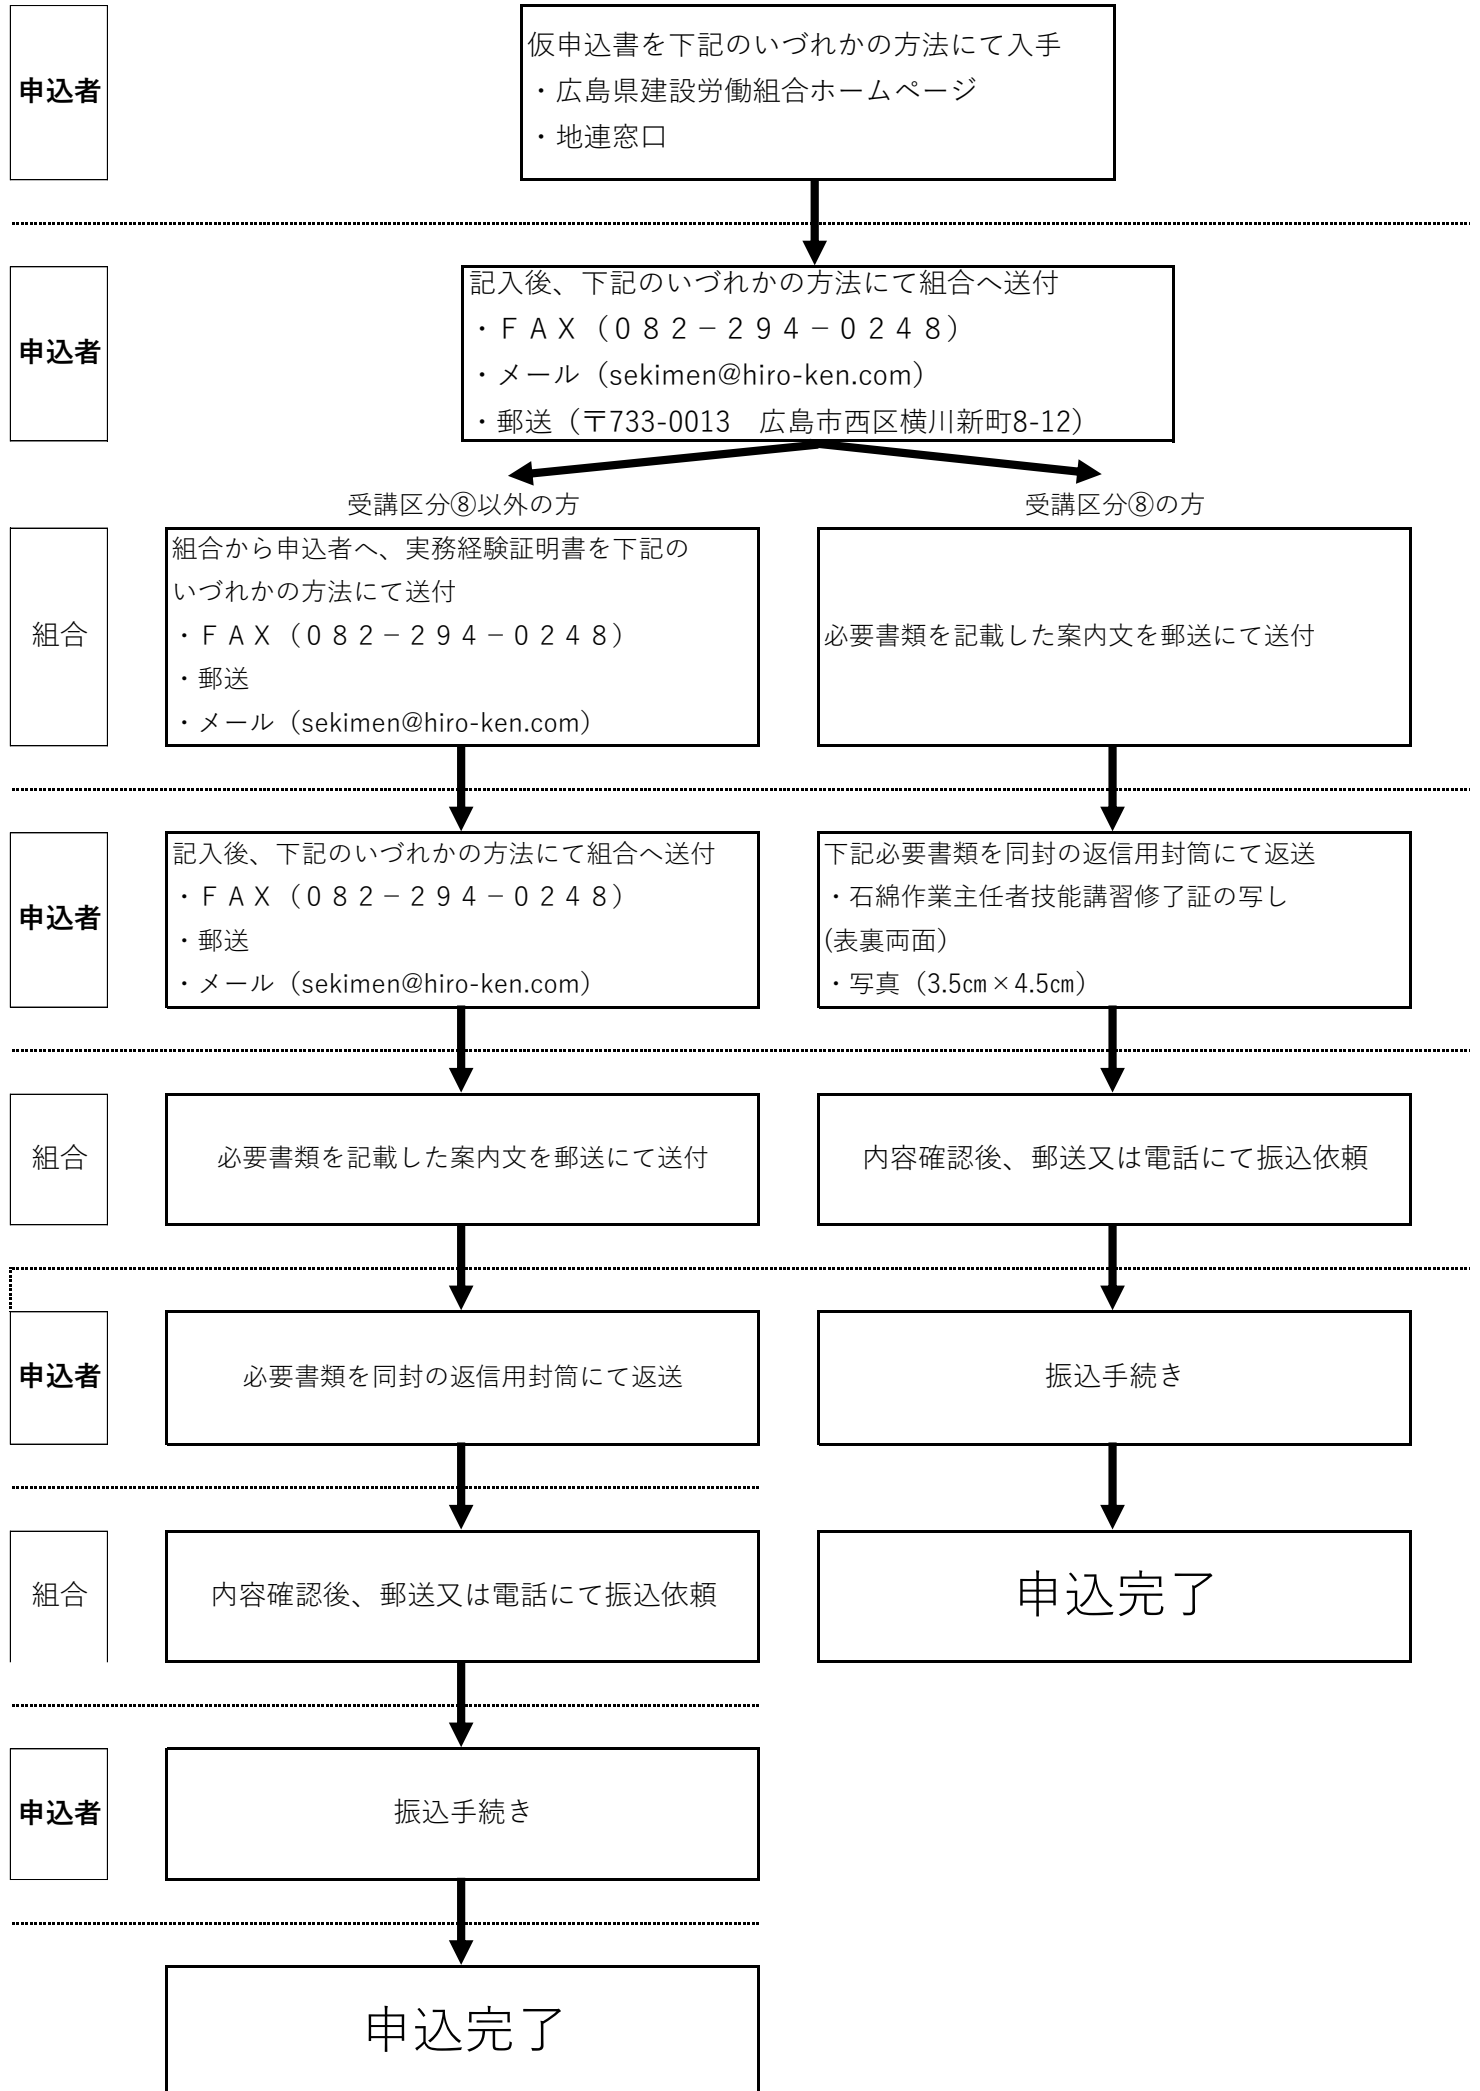 申込者
仮申込書を下記のいづれかの方法にて入手
・広島県建設労働組合ホームページ
・地連窓口
申込者
記入後、下記のいづれかの方法にて組合へ送付
・ＦＡＸ（０８２－２９４－０２４８）
・メール（sekimen@hiro-ken.com）
・郵送（〒733-0013　広島市西区横川新町8-12）
受講区分⑧以外の方
受講区分⑧の方
組合
組合から申込者へ、実務経験証明書を下記の
いづれかの方法にて送付
・ＦＡＸ（０８２－２９４－０２４８）
・郵送
・メール（sekimen@hiro-ken.com）
必要書類を記載した案内文を郵送にて送付
申込者
記入後、下記のいづれかの方法にて組合へ送付
・ＦＡＸ（０８２－２９４－０２４８）
・郵送
・メール（sekimen@hiro-ken.com）
下記必要書類を同封の返信用封筒にて返送
・石綿作業主任者技能講習修了証の写し
(表裏両面）
・写真（3.5㎝×4.5㎝）
組合
必要書類を記載した案内文を郵送にて送付
内容確認後、郵送又は電話にて振込依頼
申込者
必要書類を同封の返信用封筒にて返送
振込手続き
組合
内容確認後、郵送又は電話にて振込依頼
申込完了
申込者
振込手続き
申込完了